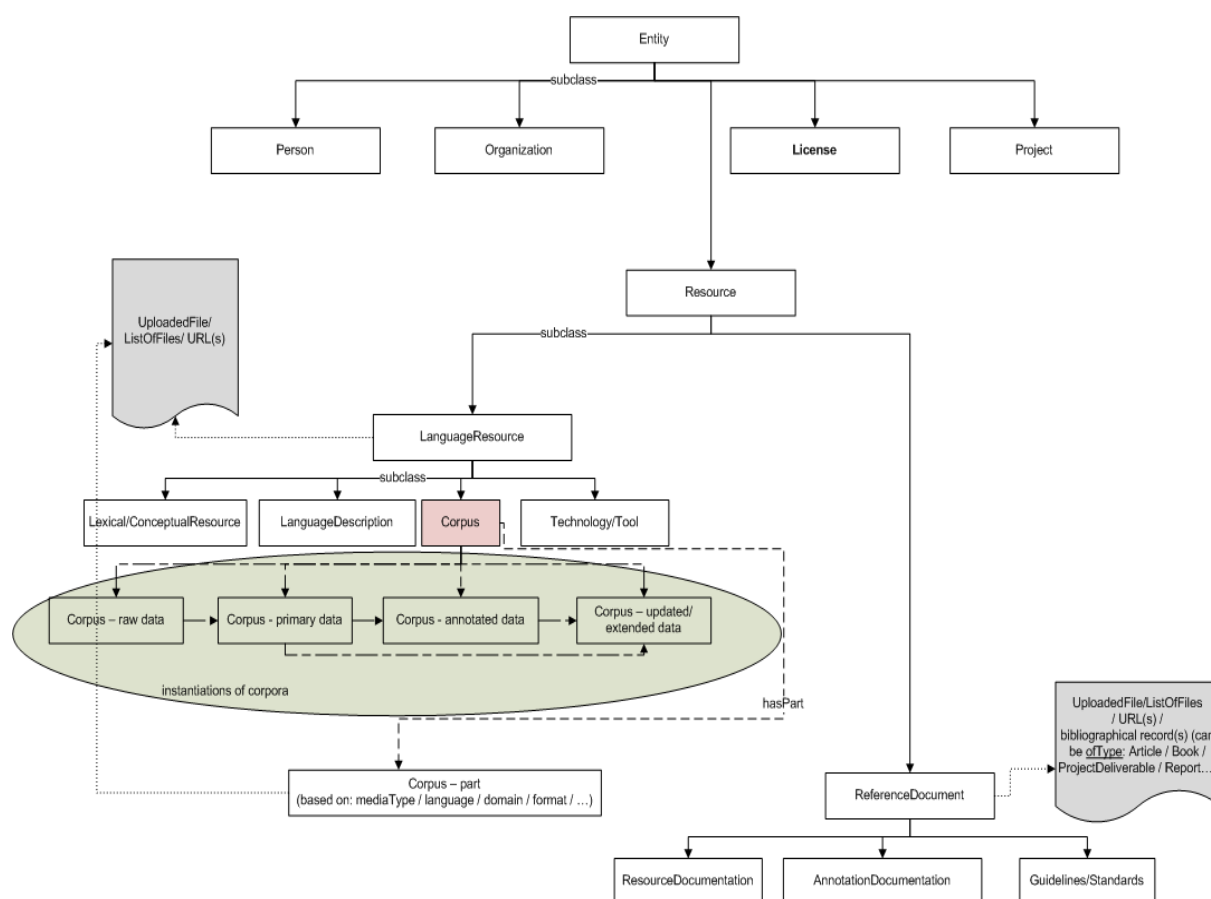 Entity
subclass
Person
Organization
License
Project
Resource
subclass
UploadedFile/
ListOfFiles/ URL(s)
LanguageResource
subclass
Lexical/ConceptualResource
LanguageDescription
Corpus
Technology/Tool
Corpus – raw data
Corpus - primary data
Corpus - annotated data
Corpus – updated/
extended data
instantiations of corpora
hasPart
Corpus – part
(based on: mediaType / language / domain / format / …)
UploadedFile/ListOfFiles
/ URL(s) /
bibliographical record(s) (can
be ofType: Article / Book /
ProjectDeliverable / Report…
ReferenceDocument
ResourceDocumentation
AnnotationDocumentation
Guidelines/Standards